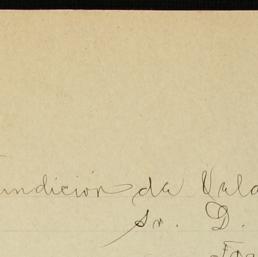 Fundición da Vala
Sr. D.